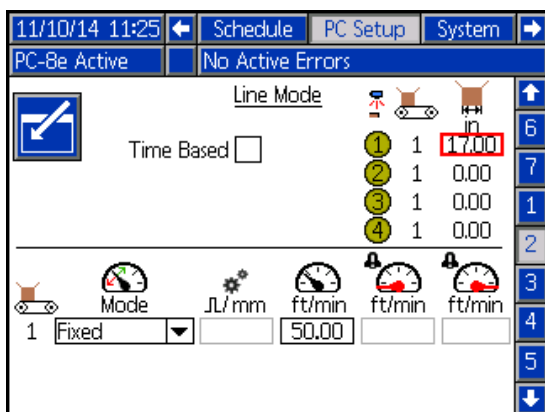 11/10/14 11:25 Schedule PC Setup System
PC-8e Active No Active Errors
Line Mode
in
Time Based
1 1 17.00
2 1 0.00
3 1 0.00
4 1 0.00
6
7
1
2
3
4
5
Mode ⎍/mm ft/min ft/min ft/min
1 Fixed 50.00